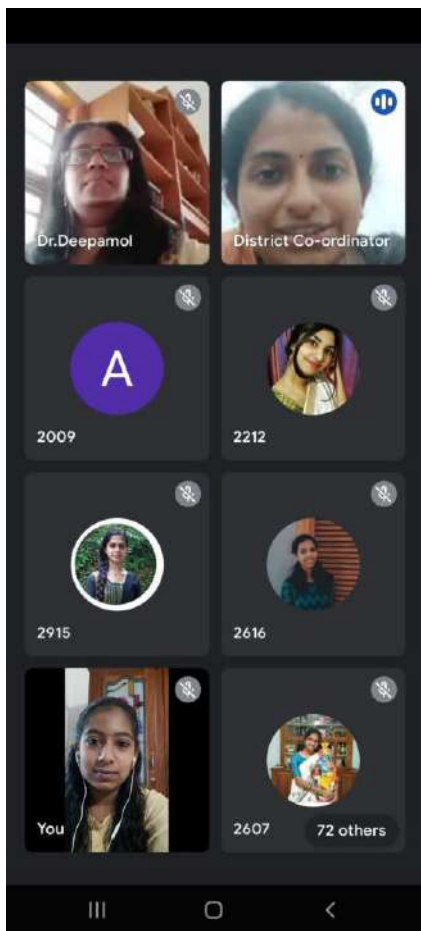 Dr.Deepamol
District Co-ordinator
A
2009
2212
2915
2616
You
2607
72 others